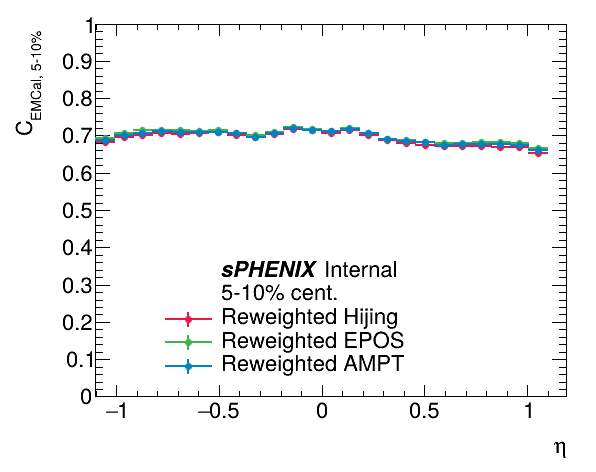 C_EMCal, 5-10%
1
0.9
0.8
0.7
0.6
0.5
0.4
0.3
0.2
0.1
0
sPHENIX Internal
5-10% cent.
Reweighted Hijing
Reweighted EPOS
Reweighted AMPT
−1 −0.5 0 0.5 1
η